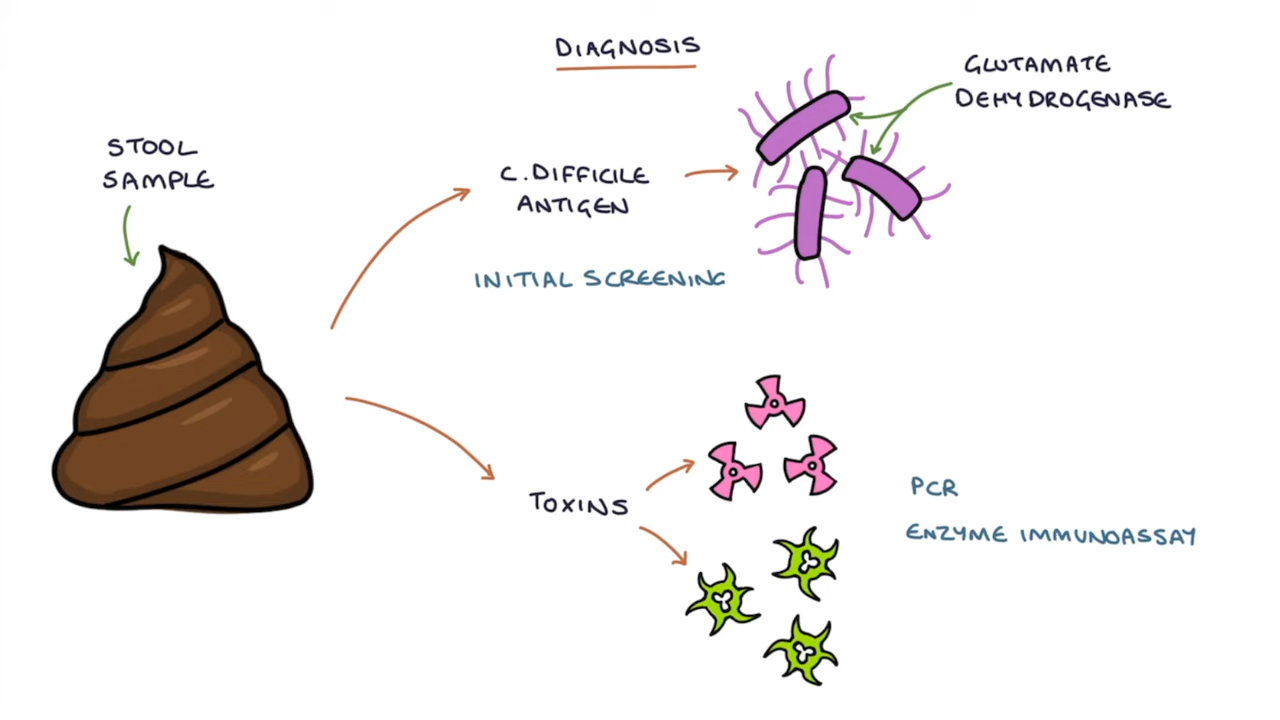 DIAGNOSIS
STOOL
SAMPLE
C. DIFFICILE
ANTIGEN
INITIAL SCREENING
GLUTAMATE
DEHYDROGENASE
TOXINS
PCR
ENZYME IMMUNOASSAY